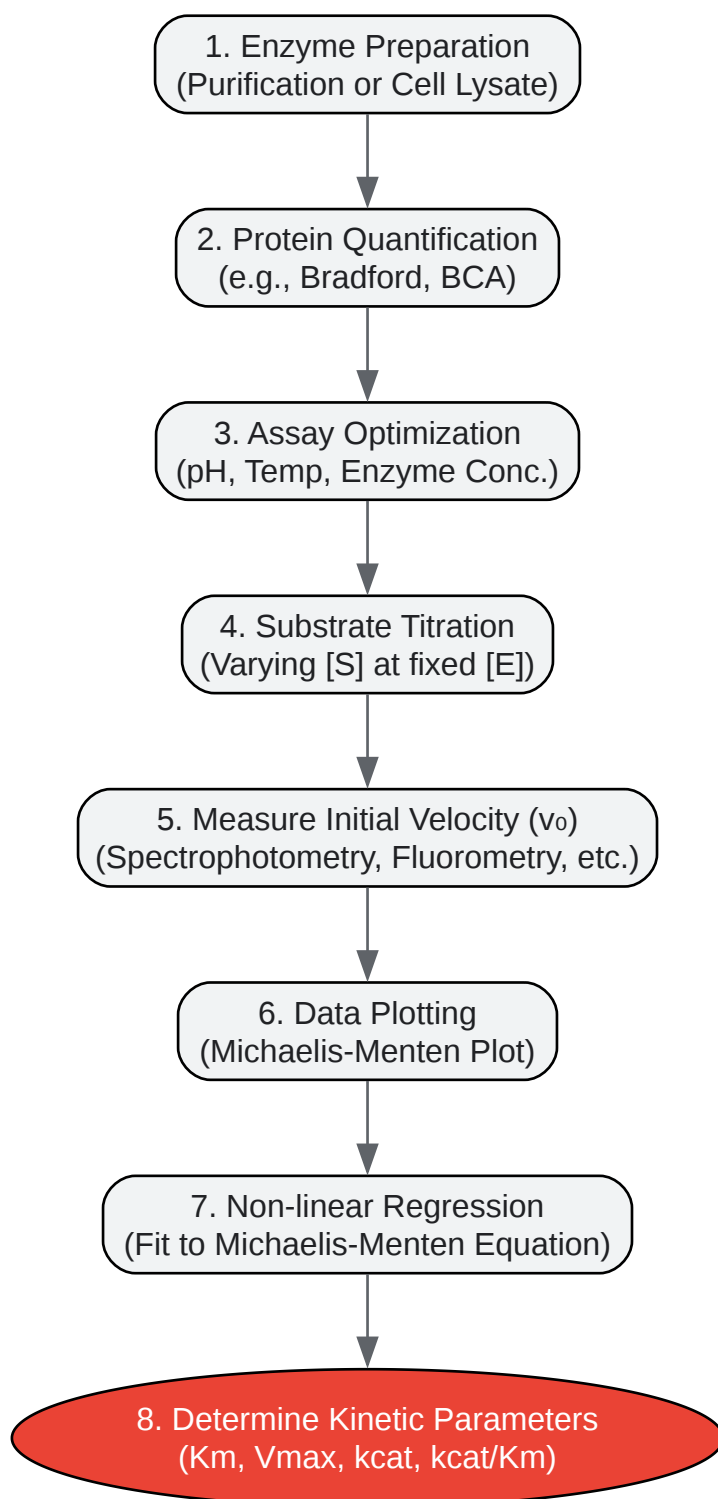 1. Enzyme Preparation
(Purification or Cell Lysate)
2. Protein Quantification
(e.g., Bradford, BCA)
3. Assay Optimization
(pH, Temp, Enzyme Conc.)
4. Substrate Titration
(Varying [S] at fixed [E])
5. Measure Initial Velocity (v₀)
(Spectrophotometry, Fluorometry, etc.)
6. Data Plotting
(Michaelis-Menten Plot)
7. Non-linear Regression
(Fit to Michaelis-Menten Equation)
8. Determine Kinetic Parameters
(Km, Vmax, kcat, kcat/Km)